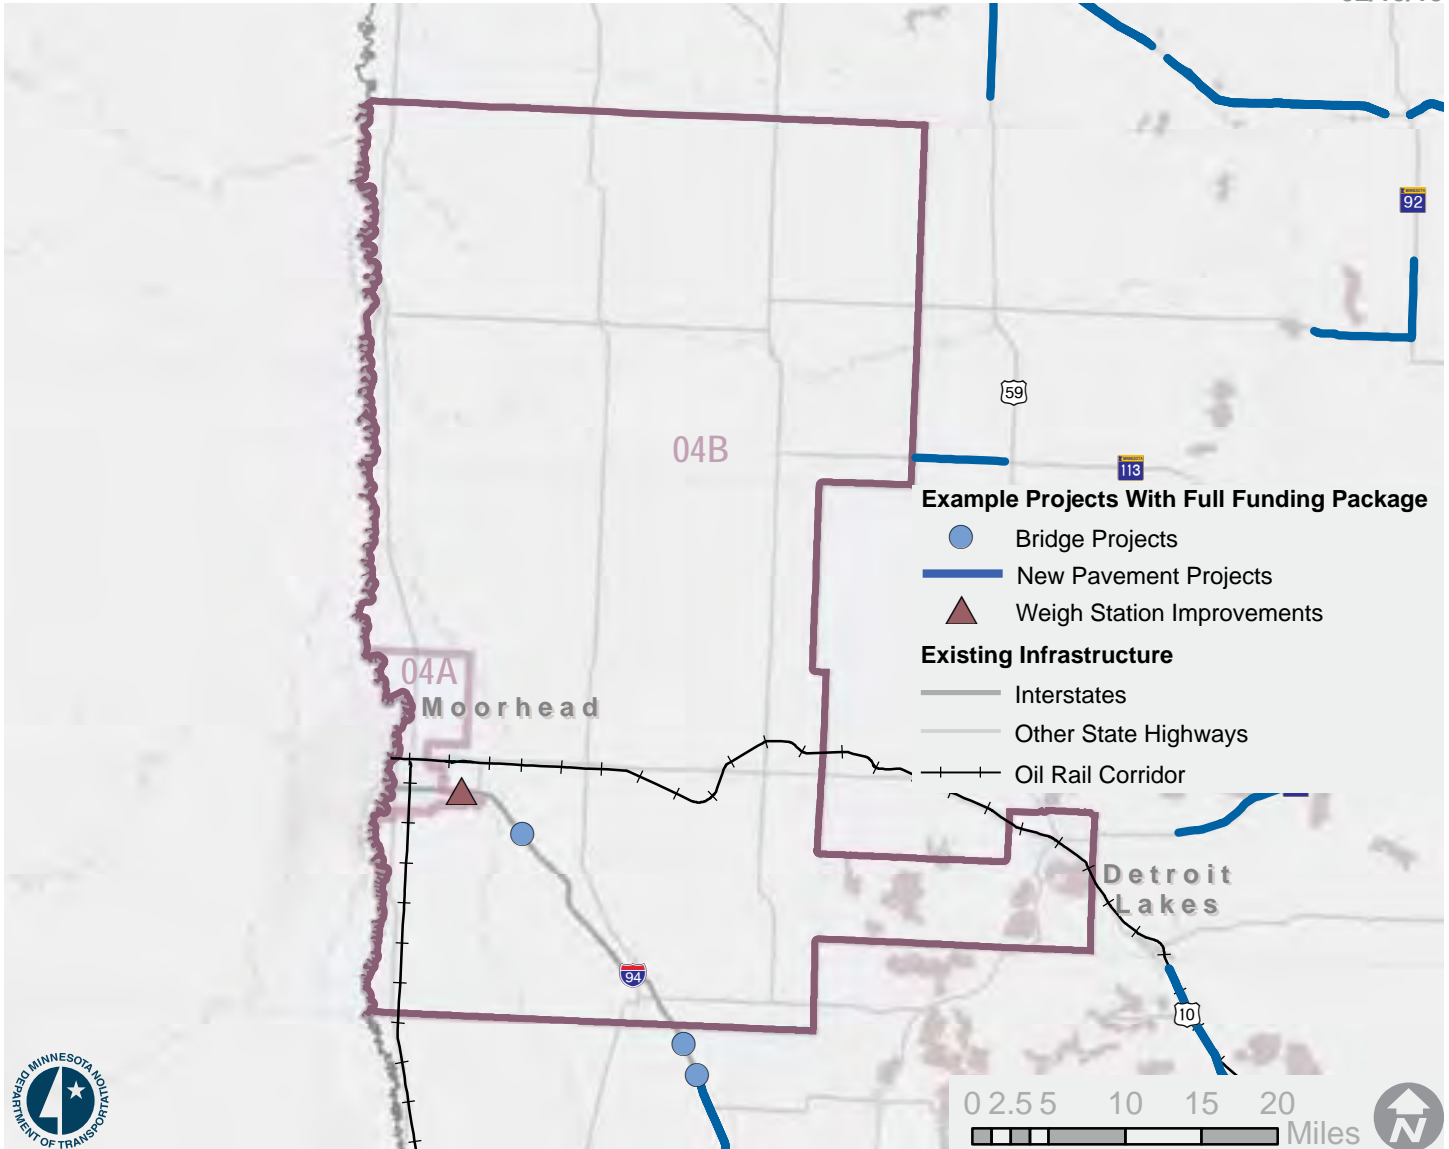 MINNESOTA
92
59
04B
MINNESOTA
113
Example Projects With Full Funding Package
Bridge Projects
New Pavement Projects
Weigh Station Improvements
Existing Infrastructure
Interstates
Other State Highways
Oil Rail Corridor
04A
Moorhead
Detroit
Lakes
94
10
MINNESOTA
DEPARTMENT OF TRANSPORTATION
0 2.5 5 10 15 20
Miles
N